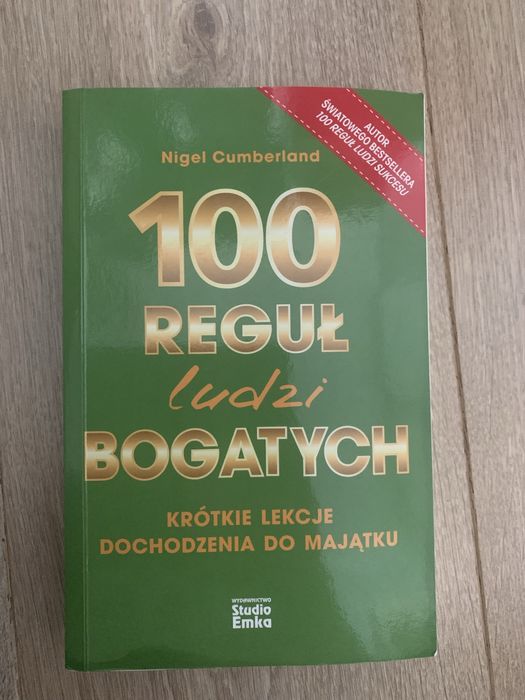 AUTOR
ŚWIATOWEGO BESTSELLERA
100 REGUŁ LUDZI SUKCESU
Nigel Cumberland
100
REGUŁ
ludzi
BOGATYCH
KRÓTKIE LEKCJE
DOCHODZENIA DO MAJĄTKU
WYDAWNICTWO
Studio
Emka